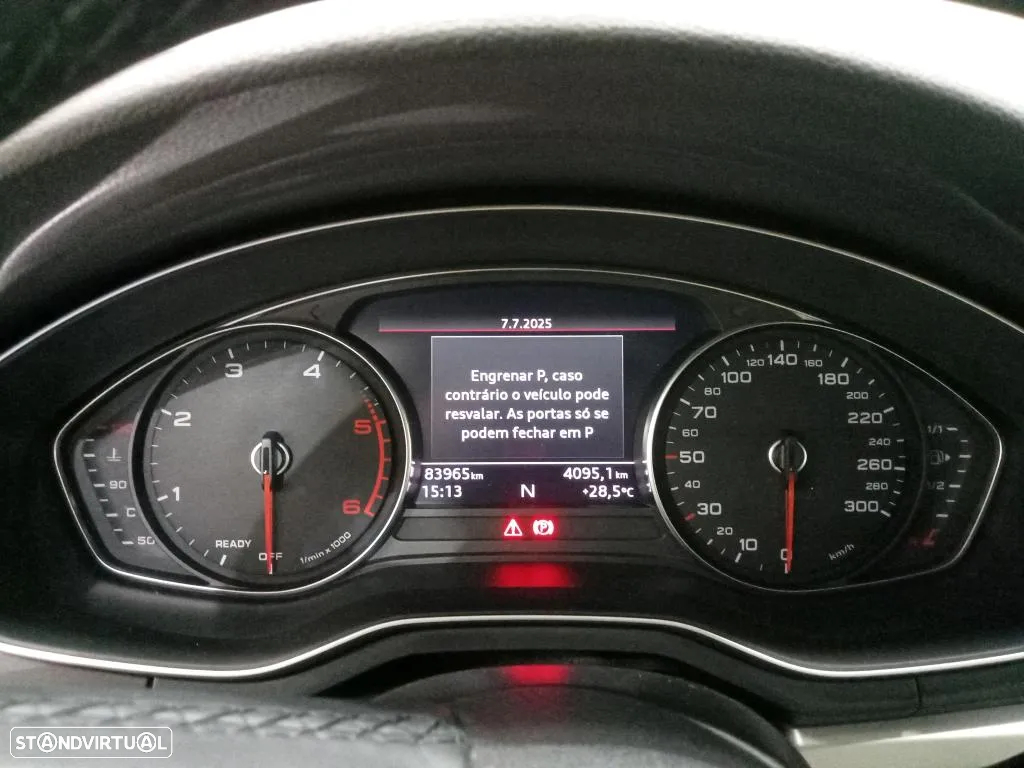 7.7.2025
Engrenar P, caso
contrário o veículo pode
resvalar. As portas só se
podem fechar em P
83965km
4095,1km
15:13
N
+28,5°C
1
2
3
4
5
6
READY
OFF
1/min x 1000
90
C
50
0
10
20
30
40
50
60
70
80
100
120
140
160
180
200
220
240
260
280
300
km/h
1/1
1/2
STANDVIRTUAL